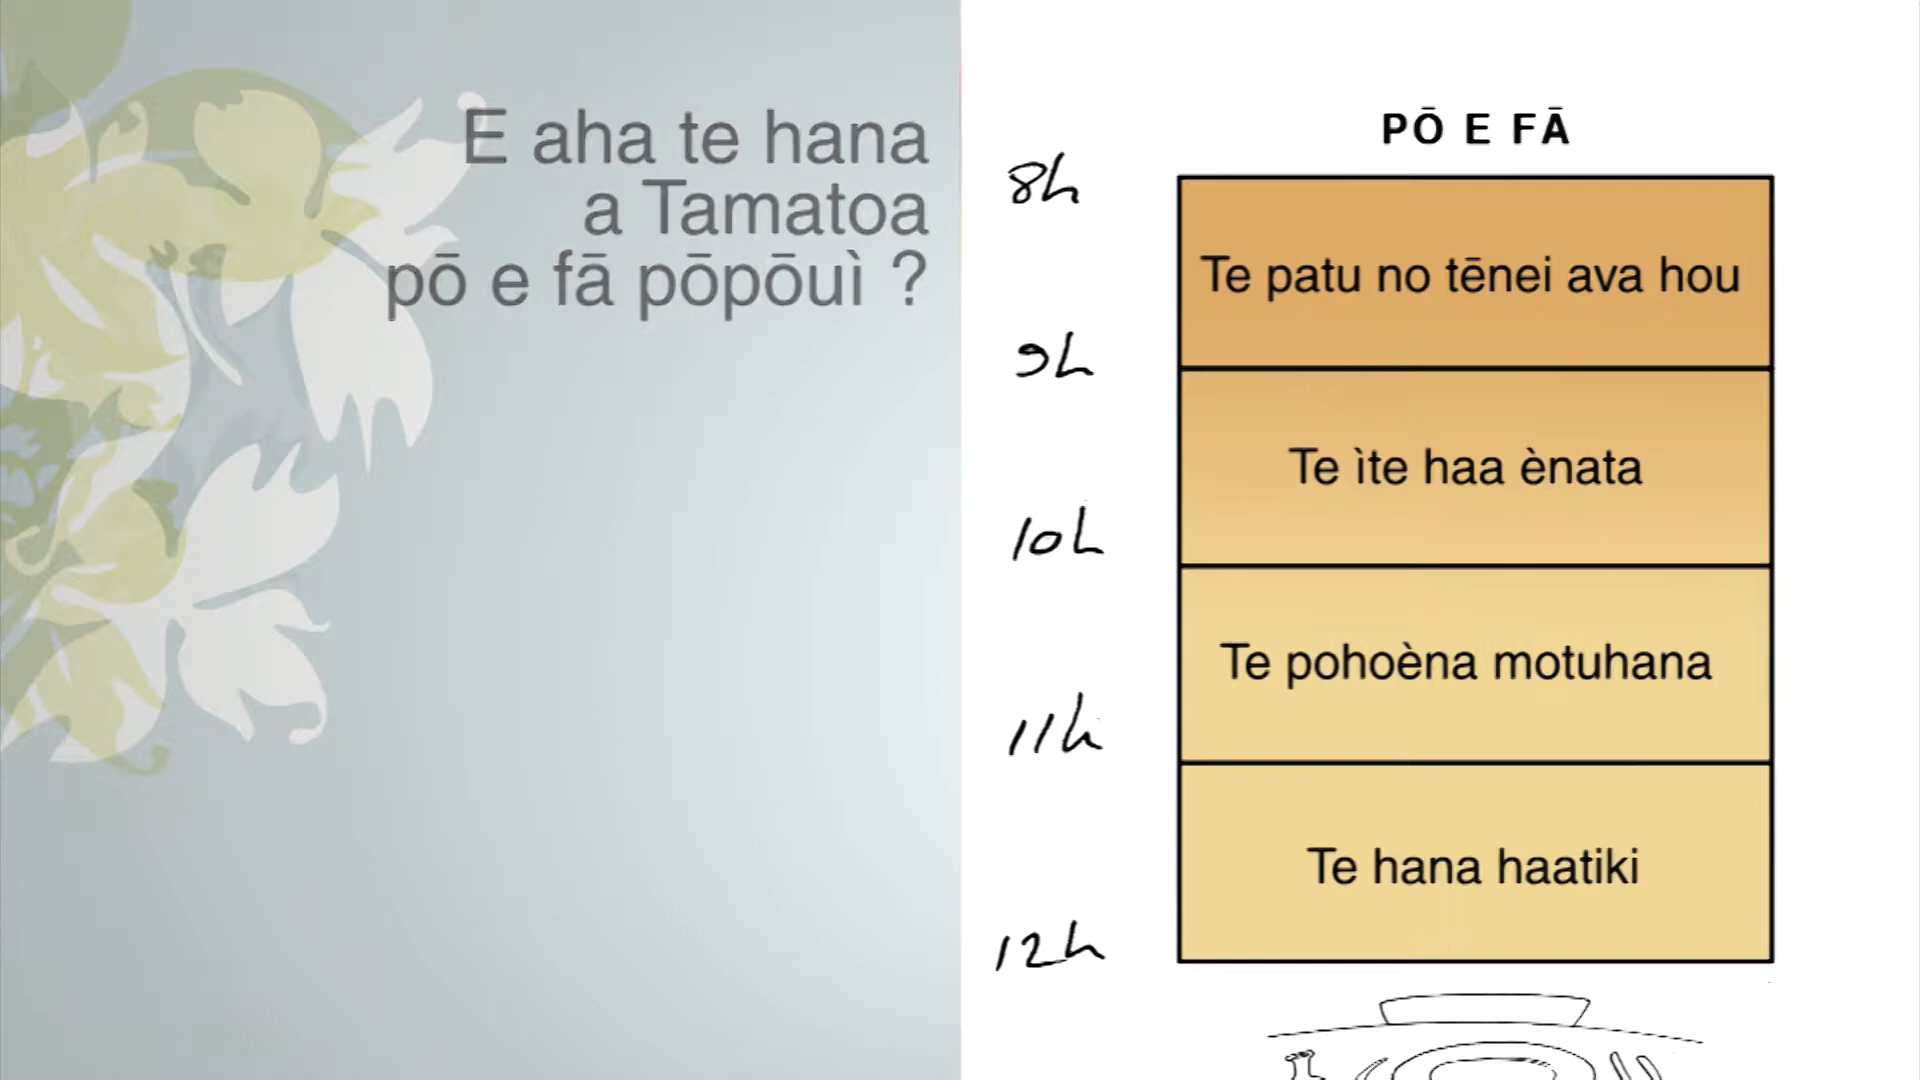 E aha te hana
a Tamatoa
pō e fā pōpōuì ?
PŌ E FĀ
8h
Te patu no tēnei ava hou
9h
Te ìte haa ènata
10h
Te pohoèna motuhana
11h
Te hana haatiki
12h